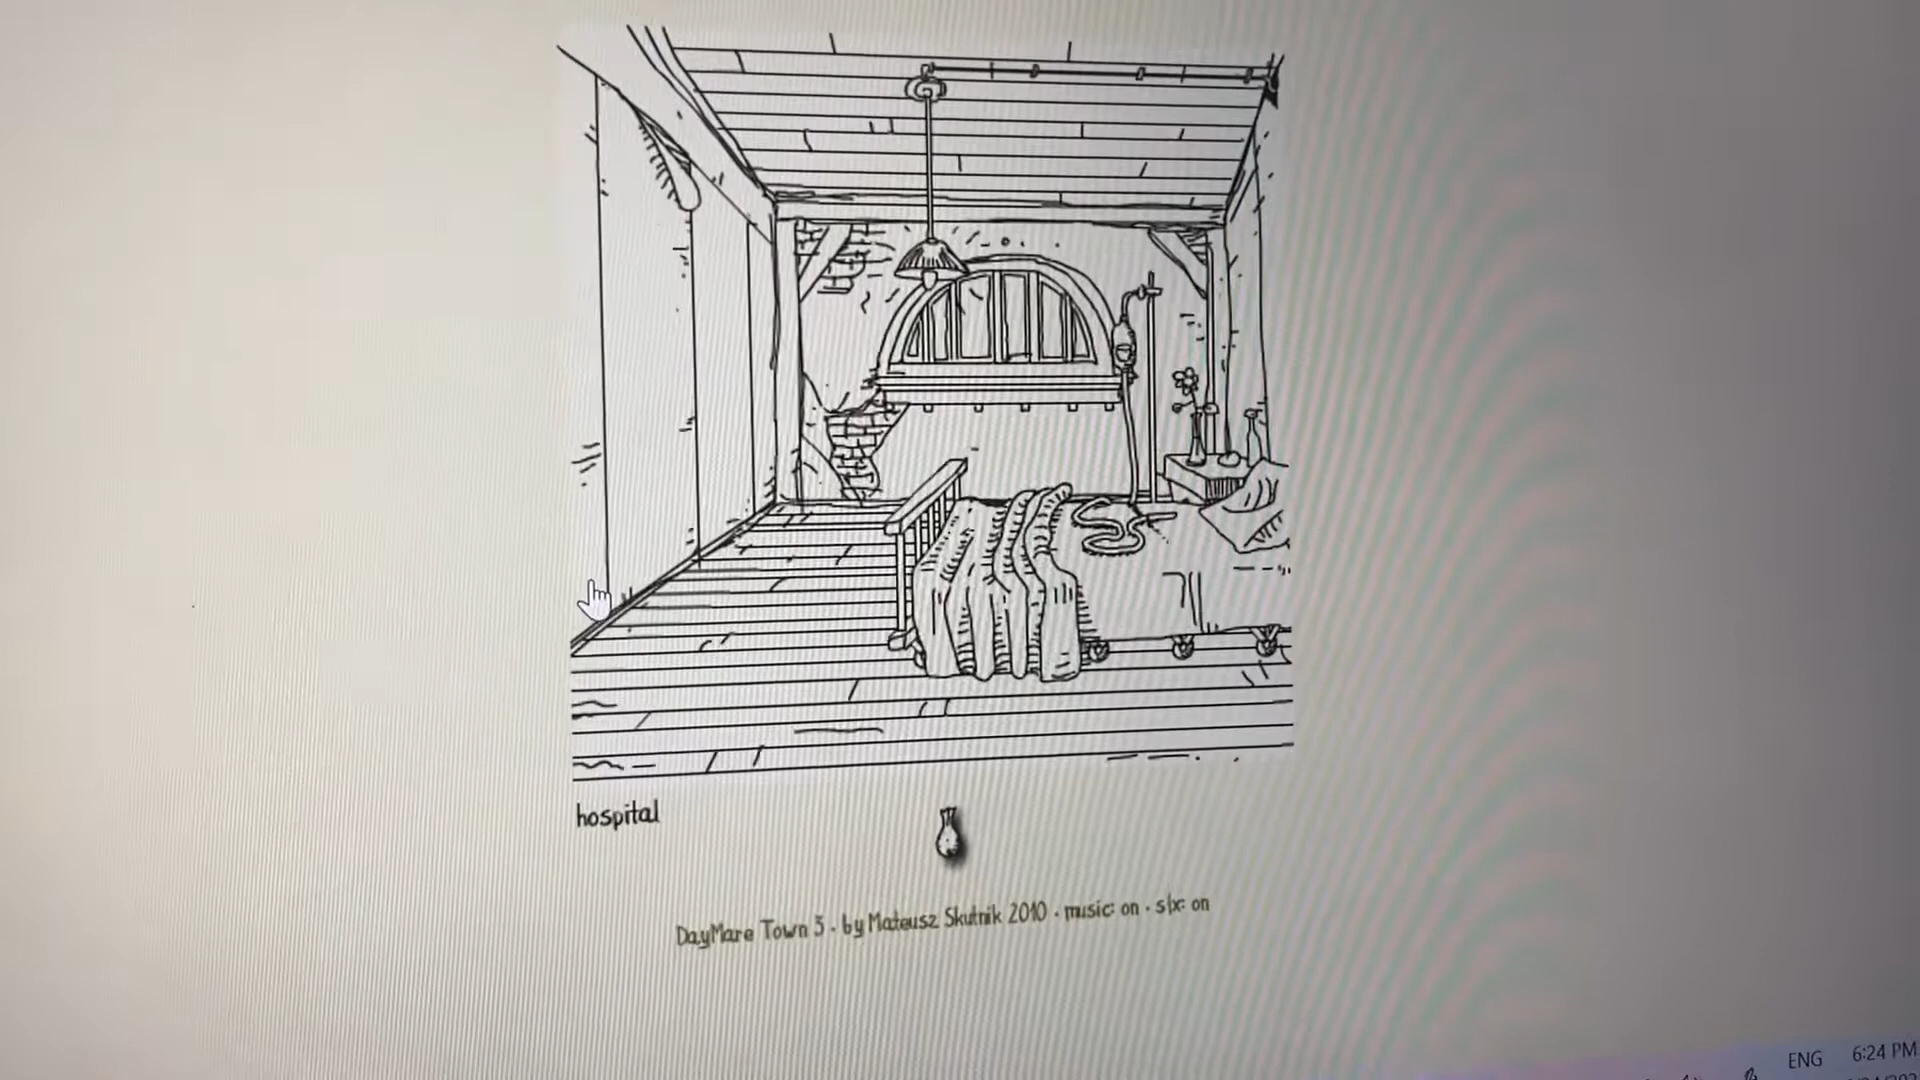 hospital
DayMare Town 3 . by Mateusz Skutnik 2010 . music: on . sfx: on
ENG 6:24 PM